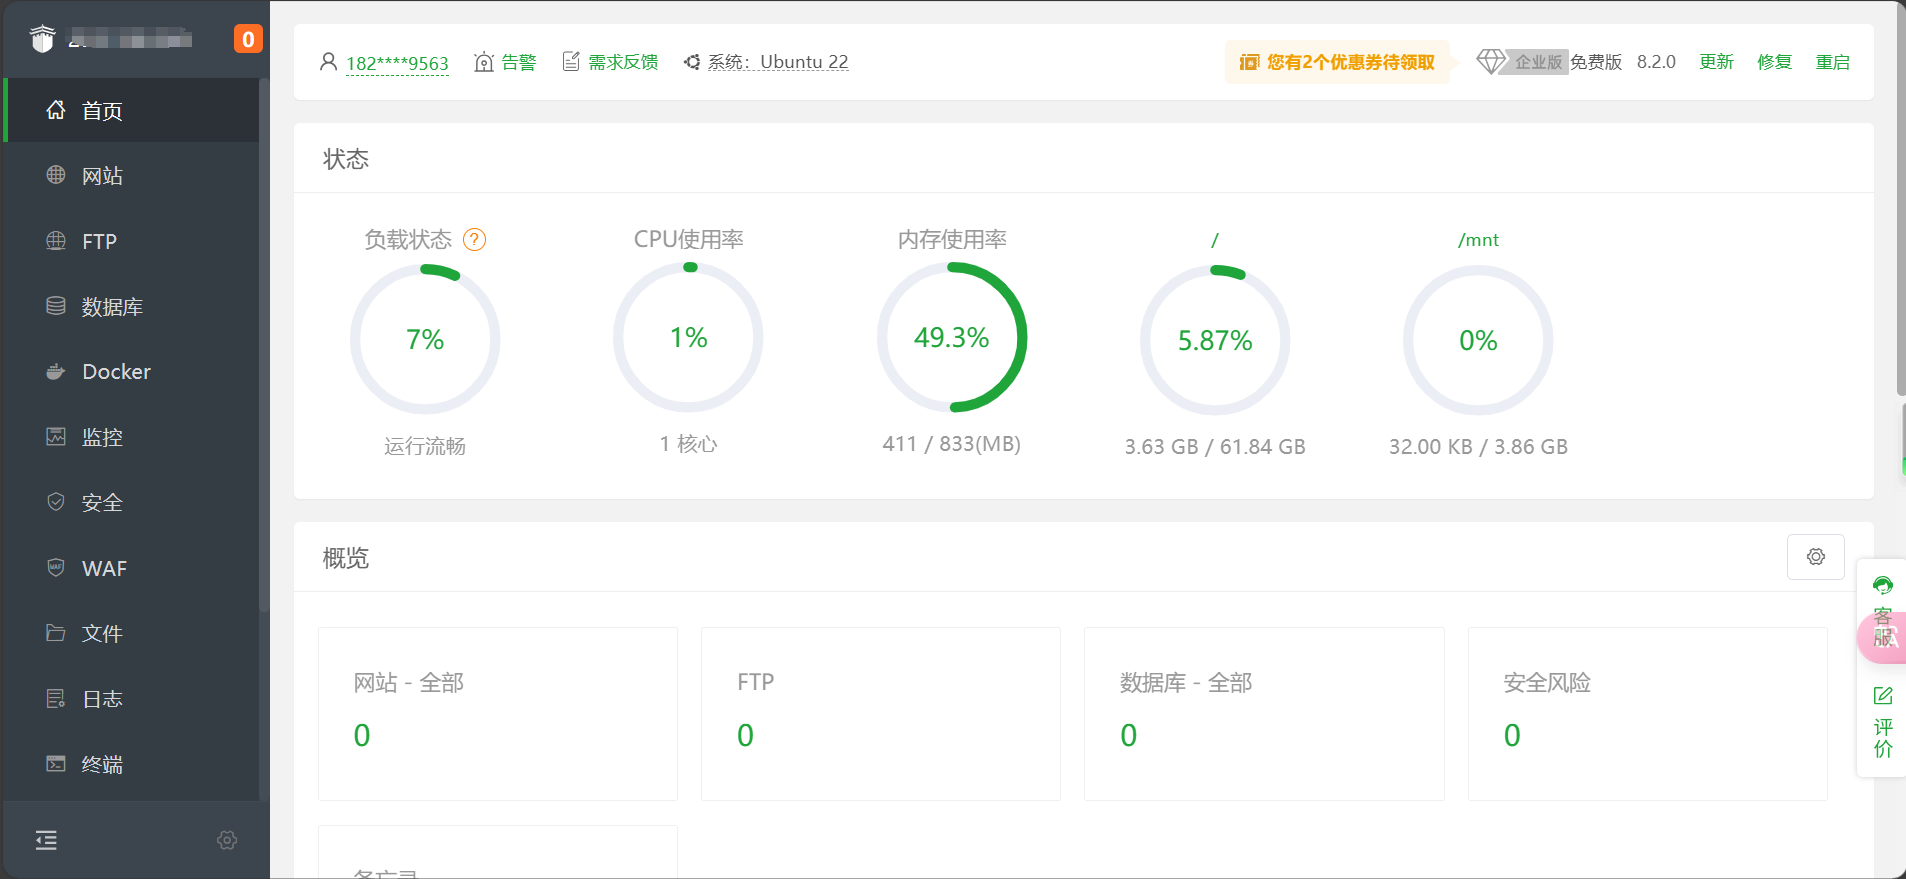 0
首页
网站
FTP
数据库
Docker
监控
安全
WAF
文件
日志
终端
182****9563 告警 需求反馈 系统：Ubuntu 22 您有2个优惠券待领取 企业版 免费版 8.2.0 更新 修复 重启
状态
负载状态 ? CPU使用率 内存使用率 / /mnt
7% 1% 49.3% 5.87% 0%
运行流畅 1 核心 411 / 833(MB) 3.63 GB / 61.84 GB 32.00 KB / 3.86 GB
概览
网站 - 全部 FTP 数据库 - 全部 安全风险
0 0 0 0
备忘录
客服
评价